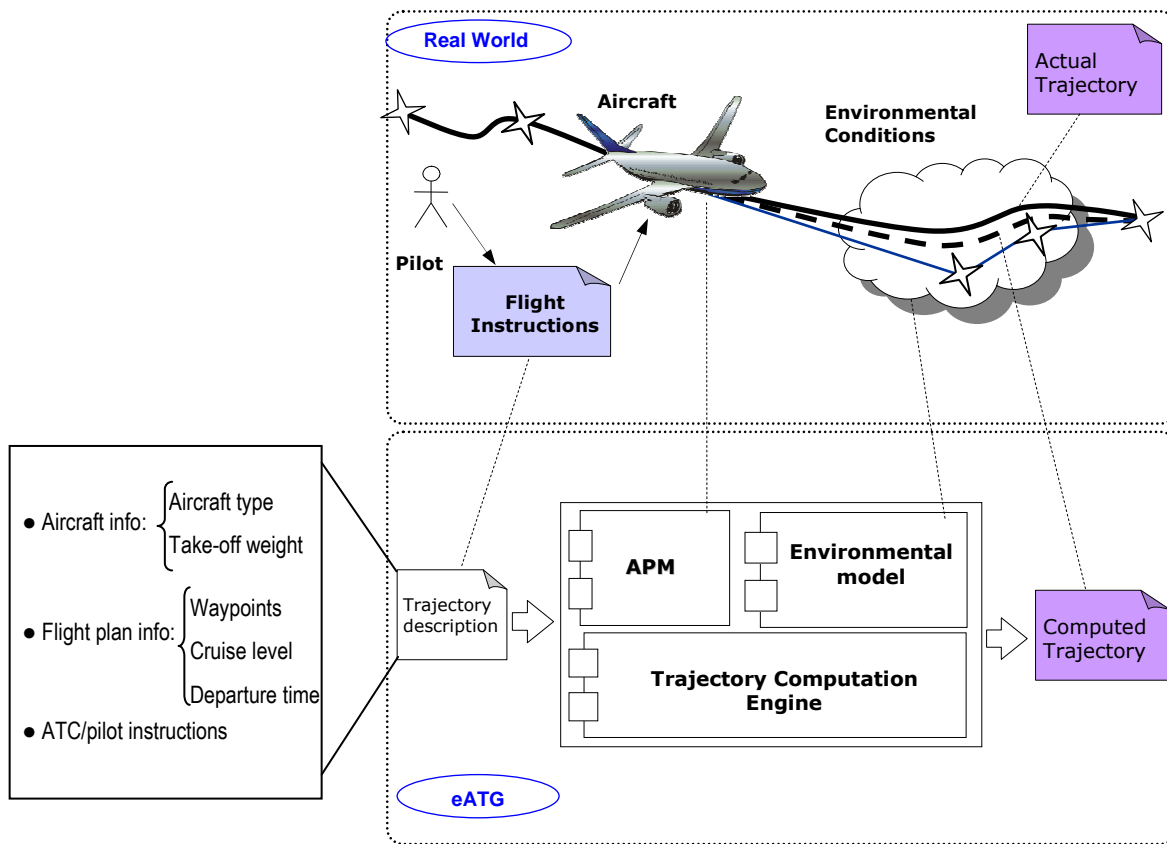 Real World
Actual
Trajectory
Aircraft
Environmental
Conditions
Pilot
Flight
Instructions
● Aircraft info:
Aircraft type
Take-off weight
● Flight plan info:
Waypoints
Cruise level
Departure time
● ATC/pilot instructions
Trajectory
description
APM
Environmental
model
Trajectory Computation
Engine
Computed
Trajectory
eATG